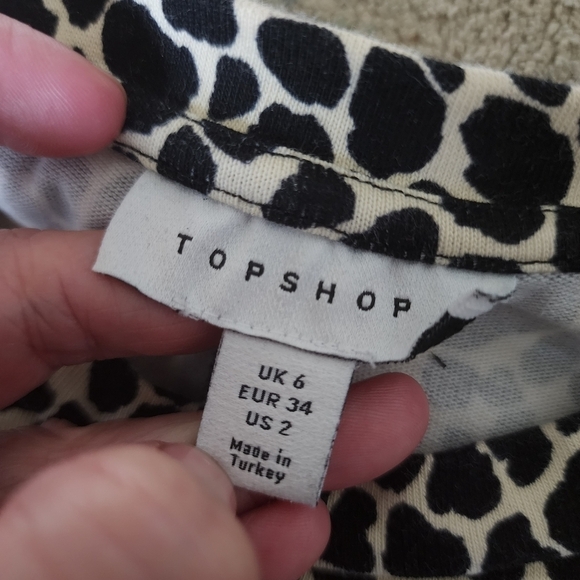 TOPSHOP
UK 6
EUR 34
US 2
Made in
Turkey